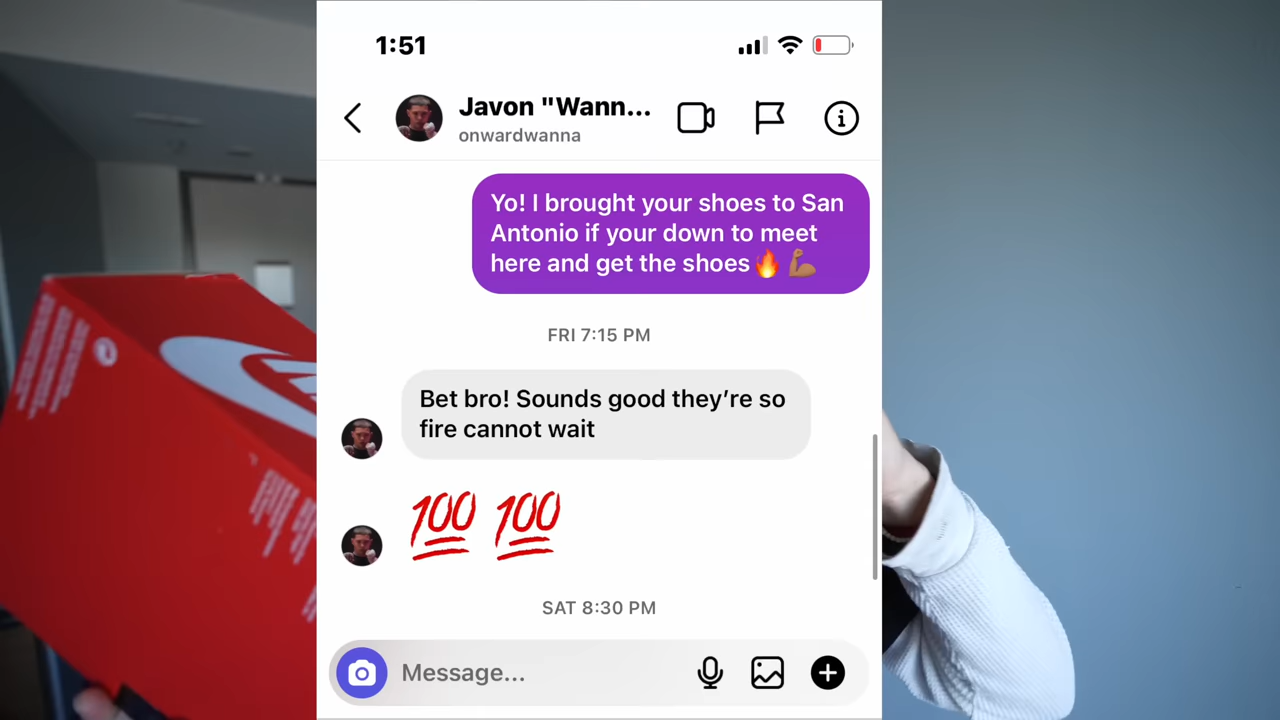 1:51
Javon "Wann...
onwardwanna
Yo! I brought your shoes to San
Antonio if your down to meet
here and get the shoes🔥💪🏽
FRI 7:15 PM
Bet bro! Sounds good they’re so
fire cannot wait
💯 💯
SAT 8:30 PM
Message...